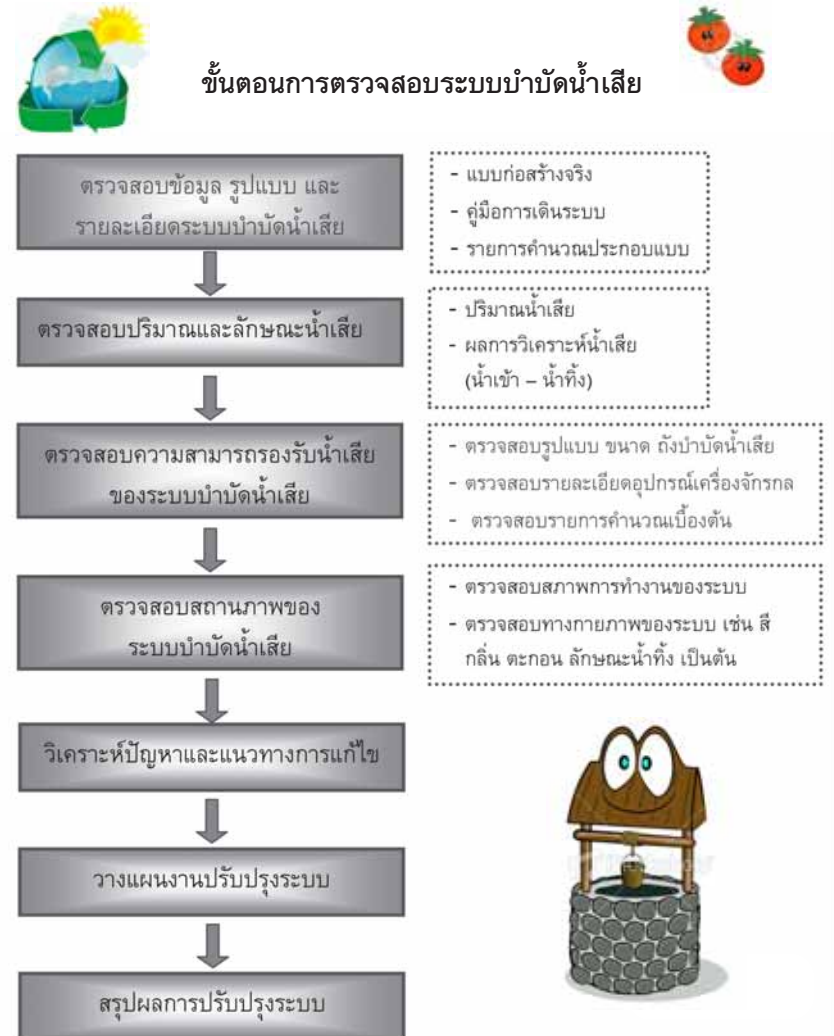 ขั้นตอนการตรวจสอบระบบบำบัดน้ำเสีย
ตรวจสอบข้อมูล รูปแบบ และ
รายละเอียดระบบบำบัดน้ำเสีย
- แบบก่อสร้างจริง
- คู่มือการเดินระบบ
- รายการคำนวณประกอบแบบ
ตรวจสอบปริมาณและลักษณะน้ำเสีย
- ปริมาณน้ำเสีย
- ผลการวิเคราะห์น้ำเสีย
(น้ำเข้า – น้ำทิ้ง)
ตรวจสอบความสามารถรองรับน้ำเสีย
ของระบบบำบัดน้ำเสีย
- ตรวจสอบรูปแบบ ขนาด ถังบำบัดน้ำเสีย
- ตรวจสอบรายละเอียดอุปกรณ์เครื่องจักรกล
- ตรวจสอบรายการคำนวณเบื้องต้น
ตรวจสอบสถานภาพของ
ระบบบำบัดน้ำเสีย
- ตรวจสอบสภาพการทำงานของระบบ
- ตรวจสอบทางกายภาพของระบบ เช่น สี
กลิ่น ตะกอน ลักษณะน้ำทิ้ง เป็นต้น
วิเคราะห์ปัญหาและแนวทางการแก้ไข
วางแผนงานปรับปรุงระบบ
สรุปผลการปรับปรุงระบบ